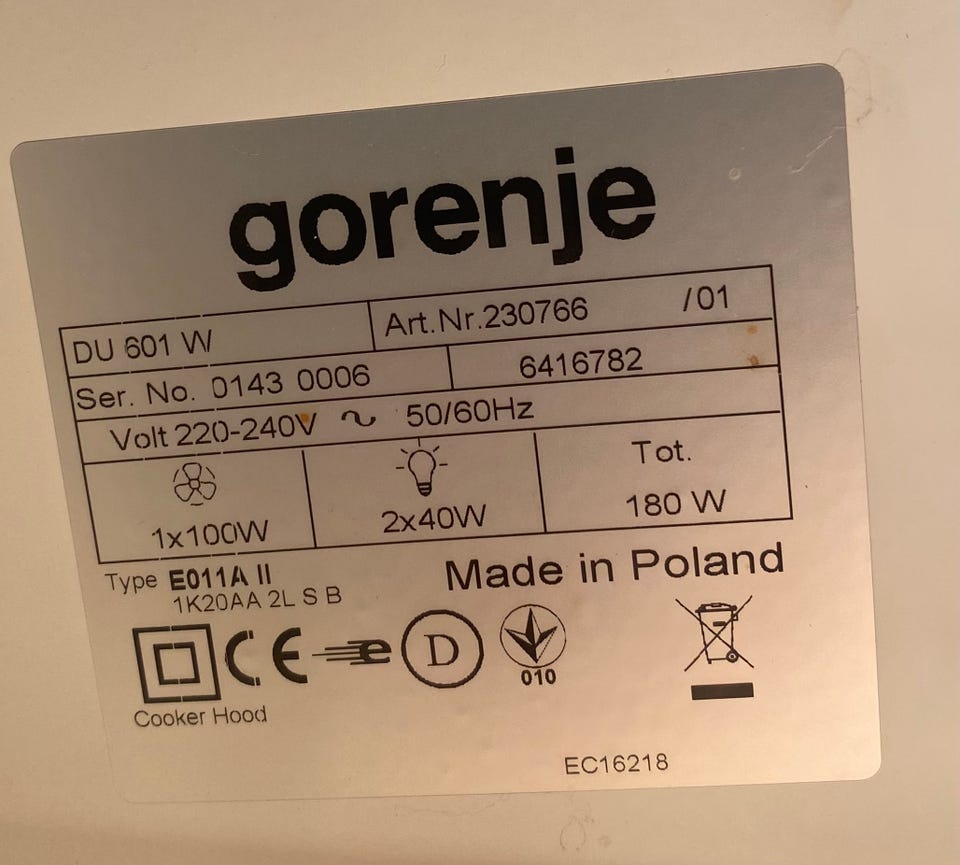 gorenje
DU 601 W Art.Nr.230766 /01
Ser. No. 0143 0006 6416782
Volt 220-240V ~ 50/60Hz
1x100W 2x40W Tot. 180 W
Type E011A II
1K20AA 2L S B
Made in Poland
CE e D
010
Cooker Hood
EC16218